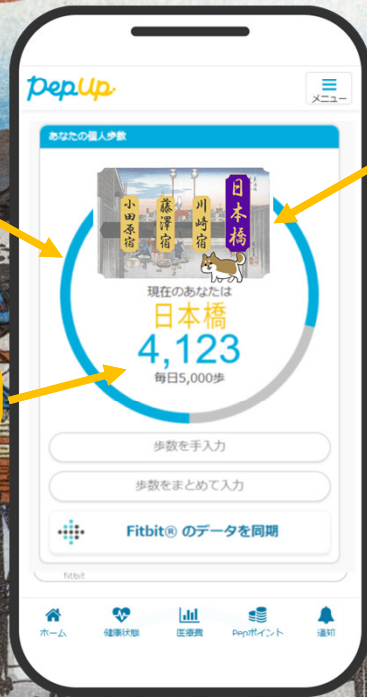 PepUp
メニュー
あなたの個人歩数
日本橋
川崎宿
藤澤宿
小田原宿
現在のあなたは
日本橋
4,123
毎日5,000歩
歩数を手入力
歩数をまとめて入力
Fitbit® のデータを同期
fitbit
ホーム
健康状態
医療費
Pepポイント
通知